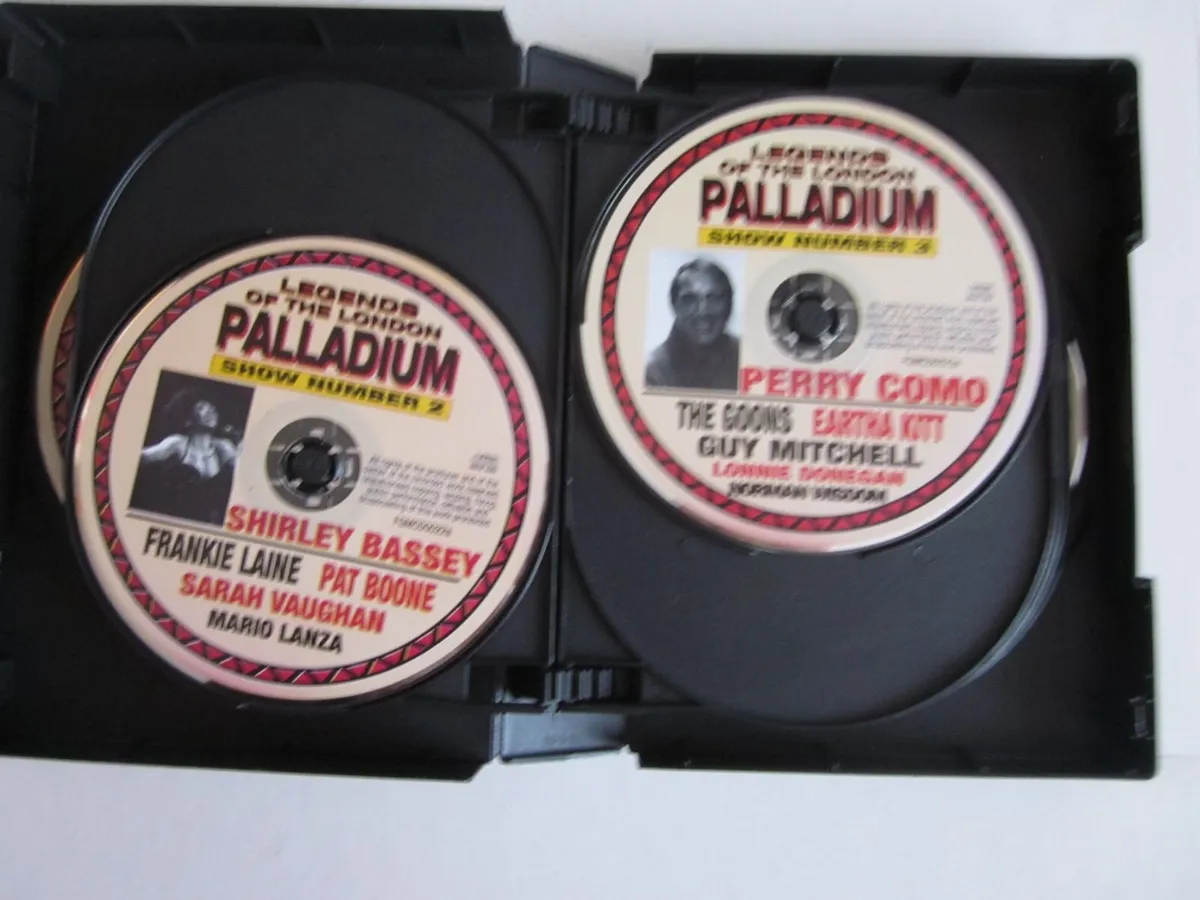 LEGENDS
OF THE LONDON
PALLADIUM
SHOW NUMBER 2
SHIRLEY BASSEY
FRANKIE LAINE PAT BOONE
SARAH VAUGHAN
MARIO LANZA
LEGENDS
OF THE LONDON
PALLADIUM
SHOW NUMBER 3
PERRY COMO
THE GOONS EARTHA KITT
GUY MITCHELL
LONNIE DONEGAN
NORMAN WISDOM